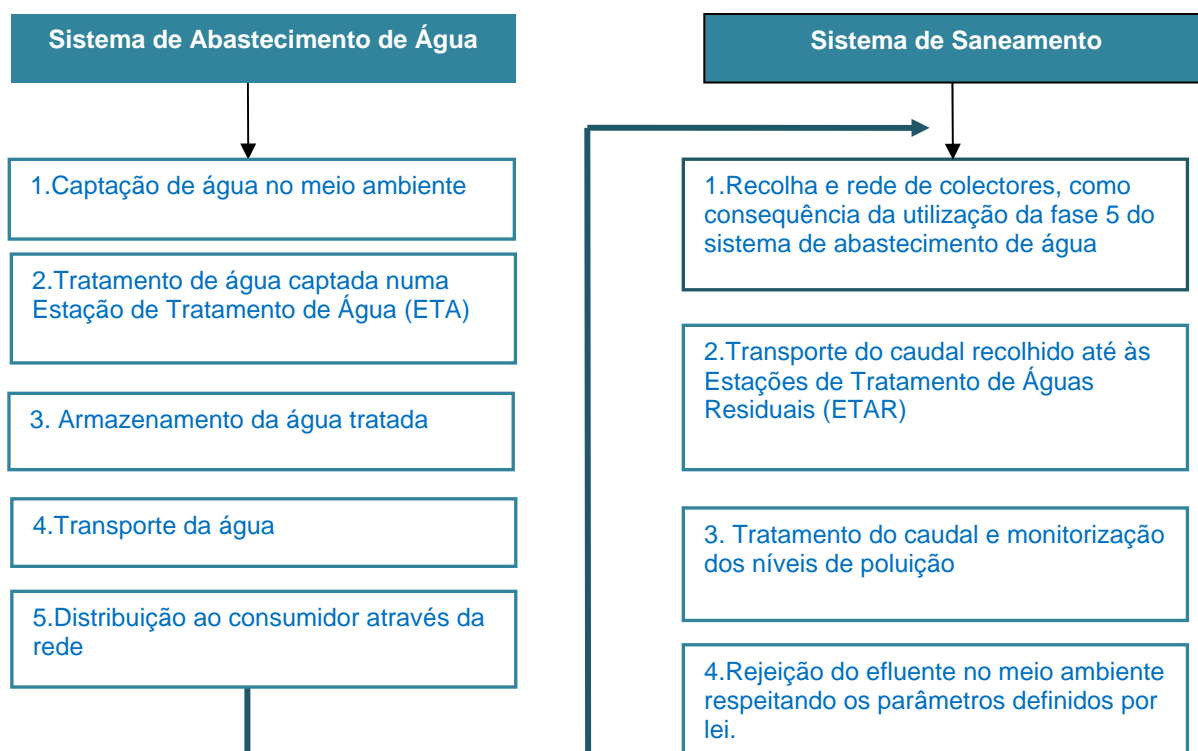 Sistema de Abastecimento de Água
1.Captação de água no meio ambiente
2.Tratamento de água captada numa
Estação de Tratamento de Água (ETA)
3. Armazenamento da água tratada
4.Transporte da água
5.Distribuição ao consumidor através da
rede
Sistema de Saneamento
1.Recolha e rede de colectores, como
consequência da utilização da fase 5 do
sistema de abastecimento de água
2.Transporte do caudal recolhido até às
Estações de Tratamento de Águas
Residuais (ETAR)
3. Tratamento do caudal e monitorização
dos níveis de poluição
4.Rejeição do efluente no meio ambiente
respeitando os parâmetros definidos por
lei.